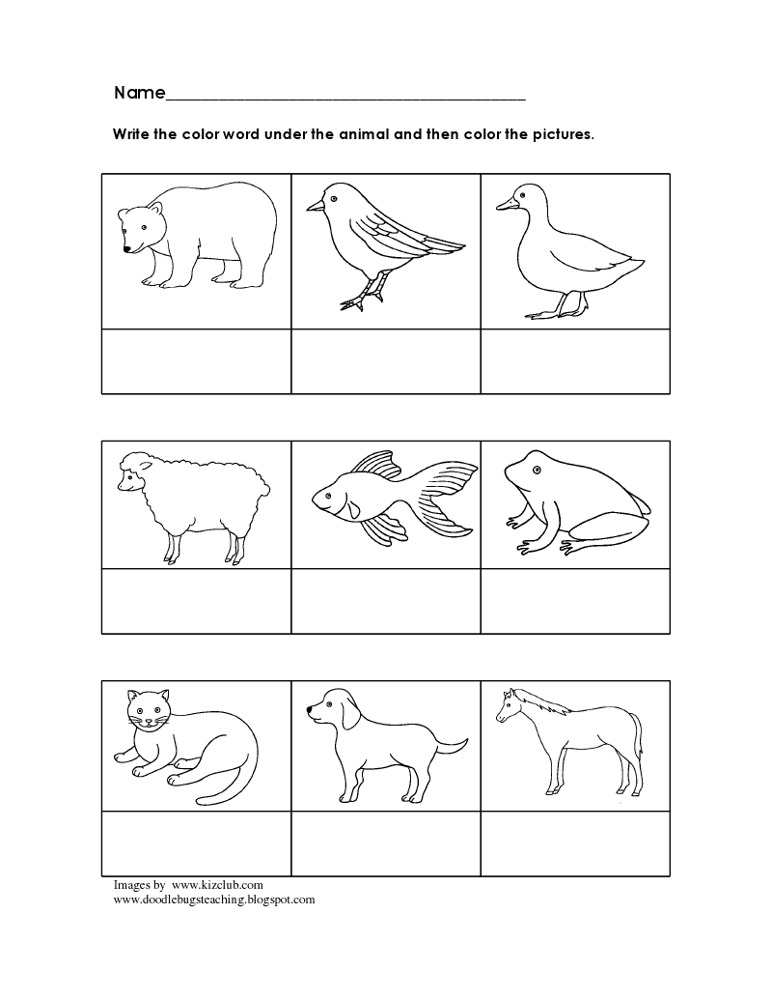 Name________________________________________
Write the color word under the animal and then color the pictures.
Images by www.kizclub.com
www.doodlebugsteaching.blogspot.com